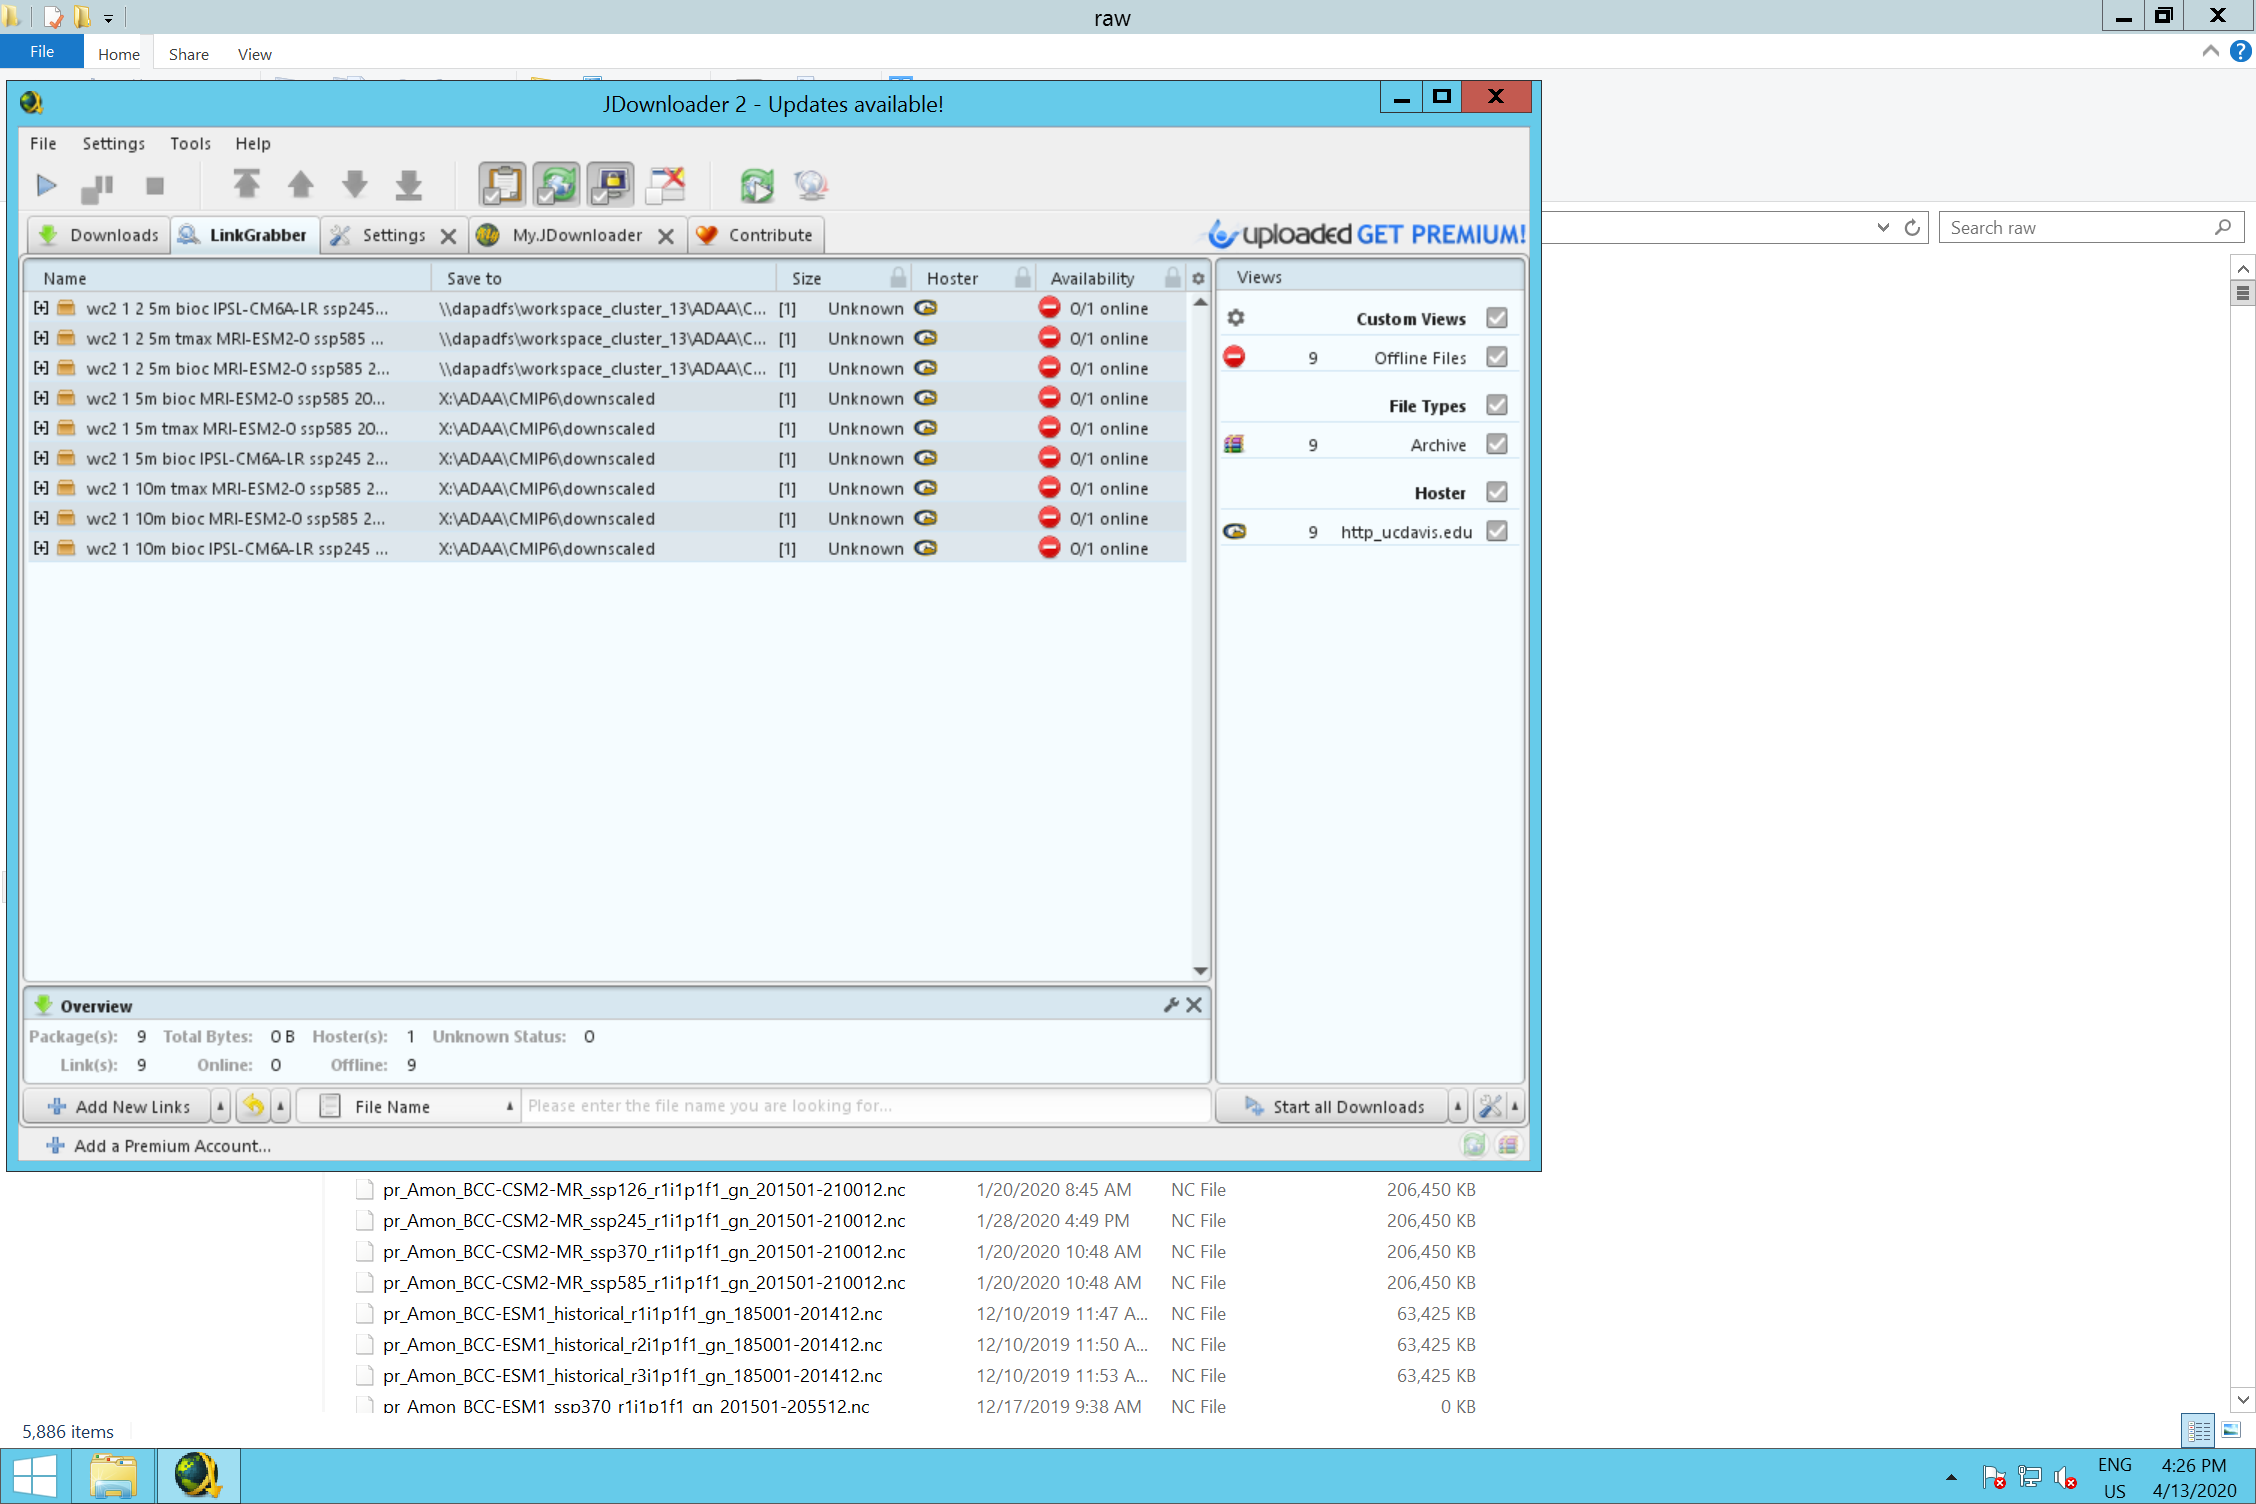 raw
File Home Share View
JDownloader 2 - Updates available!
File Settings Tools Help
Downloads LinkGrabber Settings My.JDownloader Contribute
uploaded GET PREMIUM!
Search raw
Name Save to Size Hoster Availability
wc2 1 2 5m bioc IPSL-CM6A-LR ssp245... \\dapadfs\workspace_cluster_13\ADAA\C... [1] Unknown 0/1 online
wc2 1 2 5m tmax MRI-ESM2-0 ssp585 ... \\dapadfs\workspace_cluster_13\ADAA\C... [1] Unknown 0/1 online
wc2 1 2 5m bioc MRI-ESM2-0 ssp585 2... \\dapadfs\workspace_cluster_13\ADAA\C... [1] Unknown 0/1 online
wc2 1 5m bioc MRI-ESM2-0 ssp585 20... X:\ADAA\CMIP6\downscaled [1] Unknown 0/1 online
wc2 1 5m tmax MRI-ESM2-0 ssp585 20... X:\ADAA\CMIP6\downscaled [1] Unknown 0/1 online
wc2 1 5m bioc IPSL-CM6A-LR ssp245 2... X:\ADAA\CMIP6\downscaled [1] Unknown 0/1 online
wc2 1 10m tmax MRI-ESM2-0 ssp585 2... X:\ADAA\CMIP6\downscaled [1] Unknown 0/1 online
wc2 1 10m bioc MRI-ESM2-0 ssp585 2... X:\ADAA\CMIP6\downscaled [1] Unknown 0/1 online
wc2 1 10m bioc IPSL-CM6A-LR ssp245 ... X:\ADAA\CMIP6\downscaled [1] Unknown 0/1 online
Views
Custom Views
9 Offline Files
File Types
9 Archive
Hoster
9 http_ucdavis.edu
Overview
Package(s): 9 Total Bytes: 0 B Hoster(s): 1 Unknown Status: 0
Link(s): 9 Online: 0 Offline: 9
Add New Links File Name Please enter the file name you are looking for... Start all Downloads
Add a Premium Account...
pr_Amon_BCC-CSM2-MR_ssp126_r1i1p1f1_gn_201501-210012.nc 1/20/2020 8:45 AM NC File 206,450 KB
pr_Amon_BCC-CSM2-MR_ssp245_r1i1p1f1_gn_201501-210012.nc 1/28/2020 4:49 PM NC File 206,450 KB
pr_Amon_BCC-CSM2-MR_ssp370_r1i1p1f1_gn_201501-210012.nc 1/20/2020 10:48 AM NC File 206,450 KB
pr_Amon_BCC-CSM2-MR_ssp585_r1i1p1f1_gn_201501-210012.nc 1/20/2020 10:48 AM NC File 206,450 KB
pr_Amon_BCC-ESM1_historical_r1i1p1f1_gn_185001-201412.nc 12/10/2019 11:47 A... NC File 63,425 KB
pr_Amon_BCC-ESM1_historical_r2i1p1f1_gn_185001-201412.nc 12/10/2019 11:50 A... NC File 63,425 KB
pr_Amon_BCC-ESM1_historical_r3i1p1f1_gn_185001-201412.nc 12/10/2019 11:53 A... NC File 63,425 KB
pr_Amon_BCC-ESM1_ssp370_r1i1p1f1_gn_201501-205512.nc 12/17/2019 9:38 AM NC File 0 KB
5,886 items
ENG 4:26 PM
US 4/13/2020